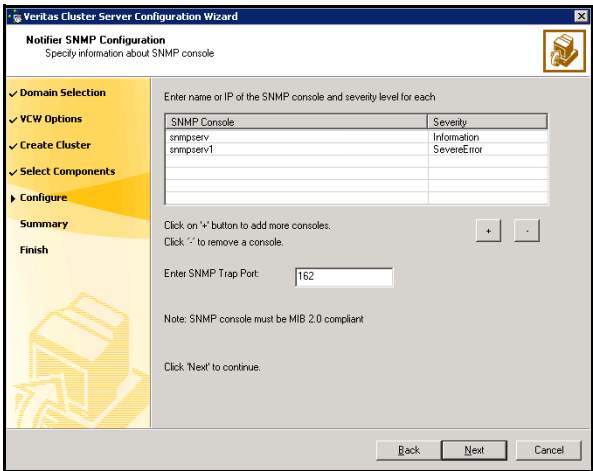 Veritas Cluster Server Configuration Wizard
Notifier SNMP Configuration
Specify information about SNMP console
Domain Selection
VCW Options
Create Cluster
Select Components
Configure
Summary
Finish
Enter name or IP of the SNMP console and severity level for each
SNMP Console Severity
snmpserv Information
snmpserv1 SevereError
Click on '+' button to add more consoles.
Click '-' to remove a console.
+ -
Enter SNMP Trap Port: 162
Note: SNMP console must be MIB 2.0 compliant
Click 'Next' to continue.
Back Next Cancel